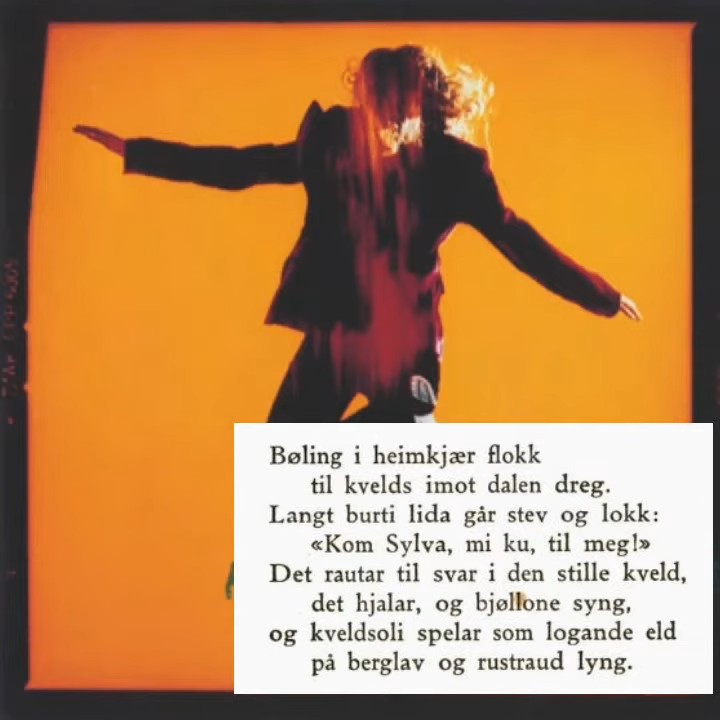 Bøling i heimkjær flokk
til kvelds imot dalen dreg.
Langt burti lida går stev og lokk:
«Kom Sylva, mi ku, til meg!»
Det rautar til svar i den stille kveld,
det hjalar, og bjøllone syng,
og kveldsoli spelar som logande eld
på berglav og rustraud lyng.